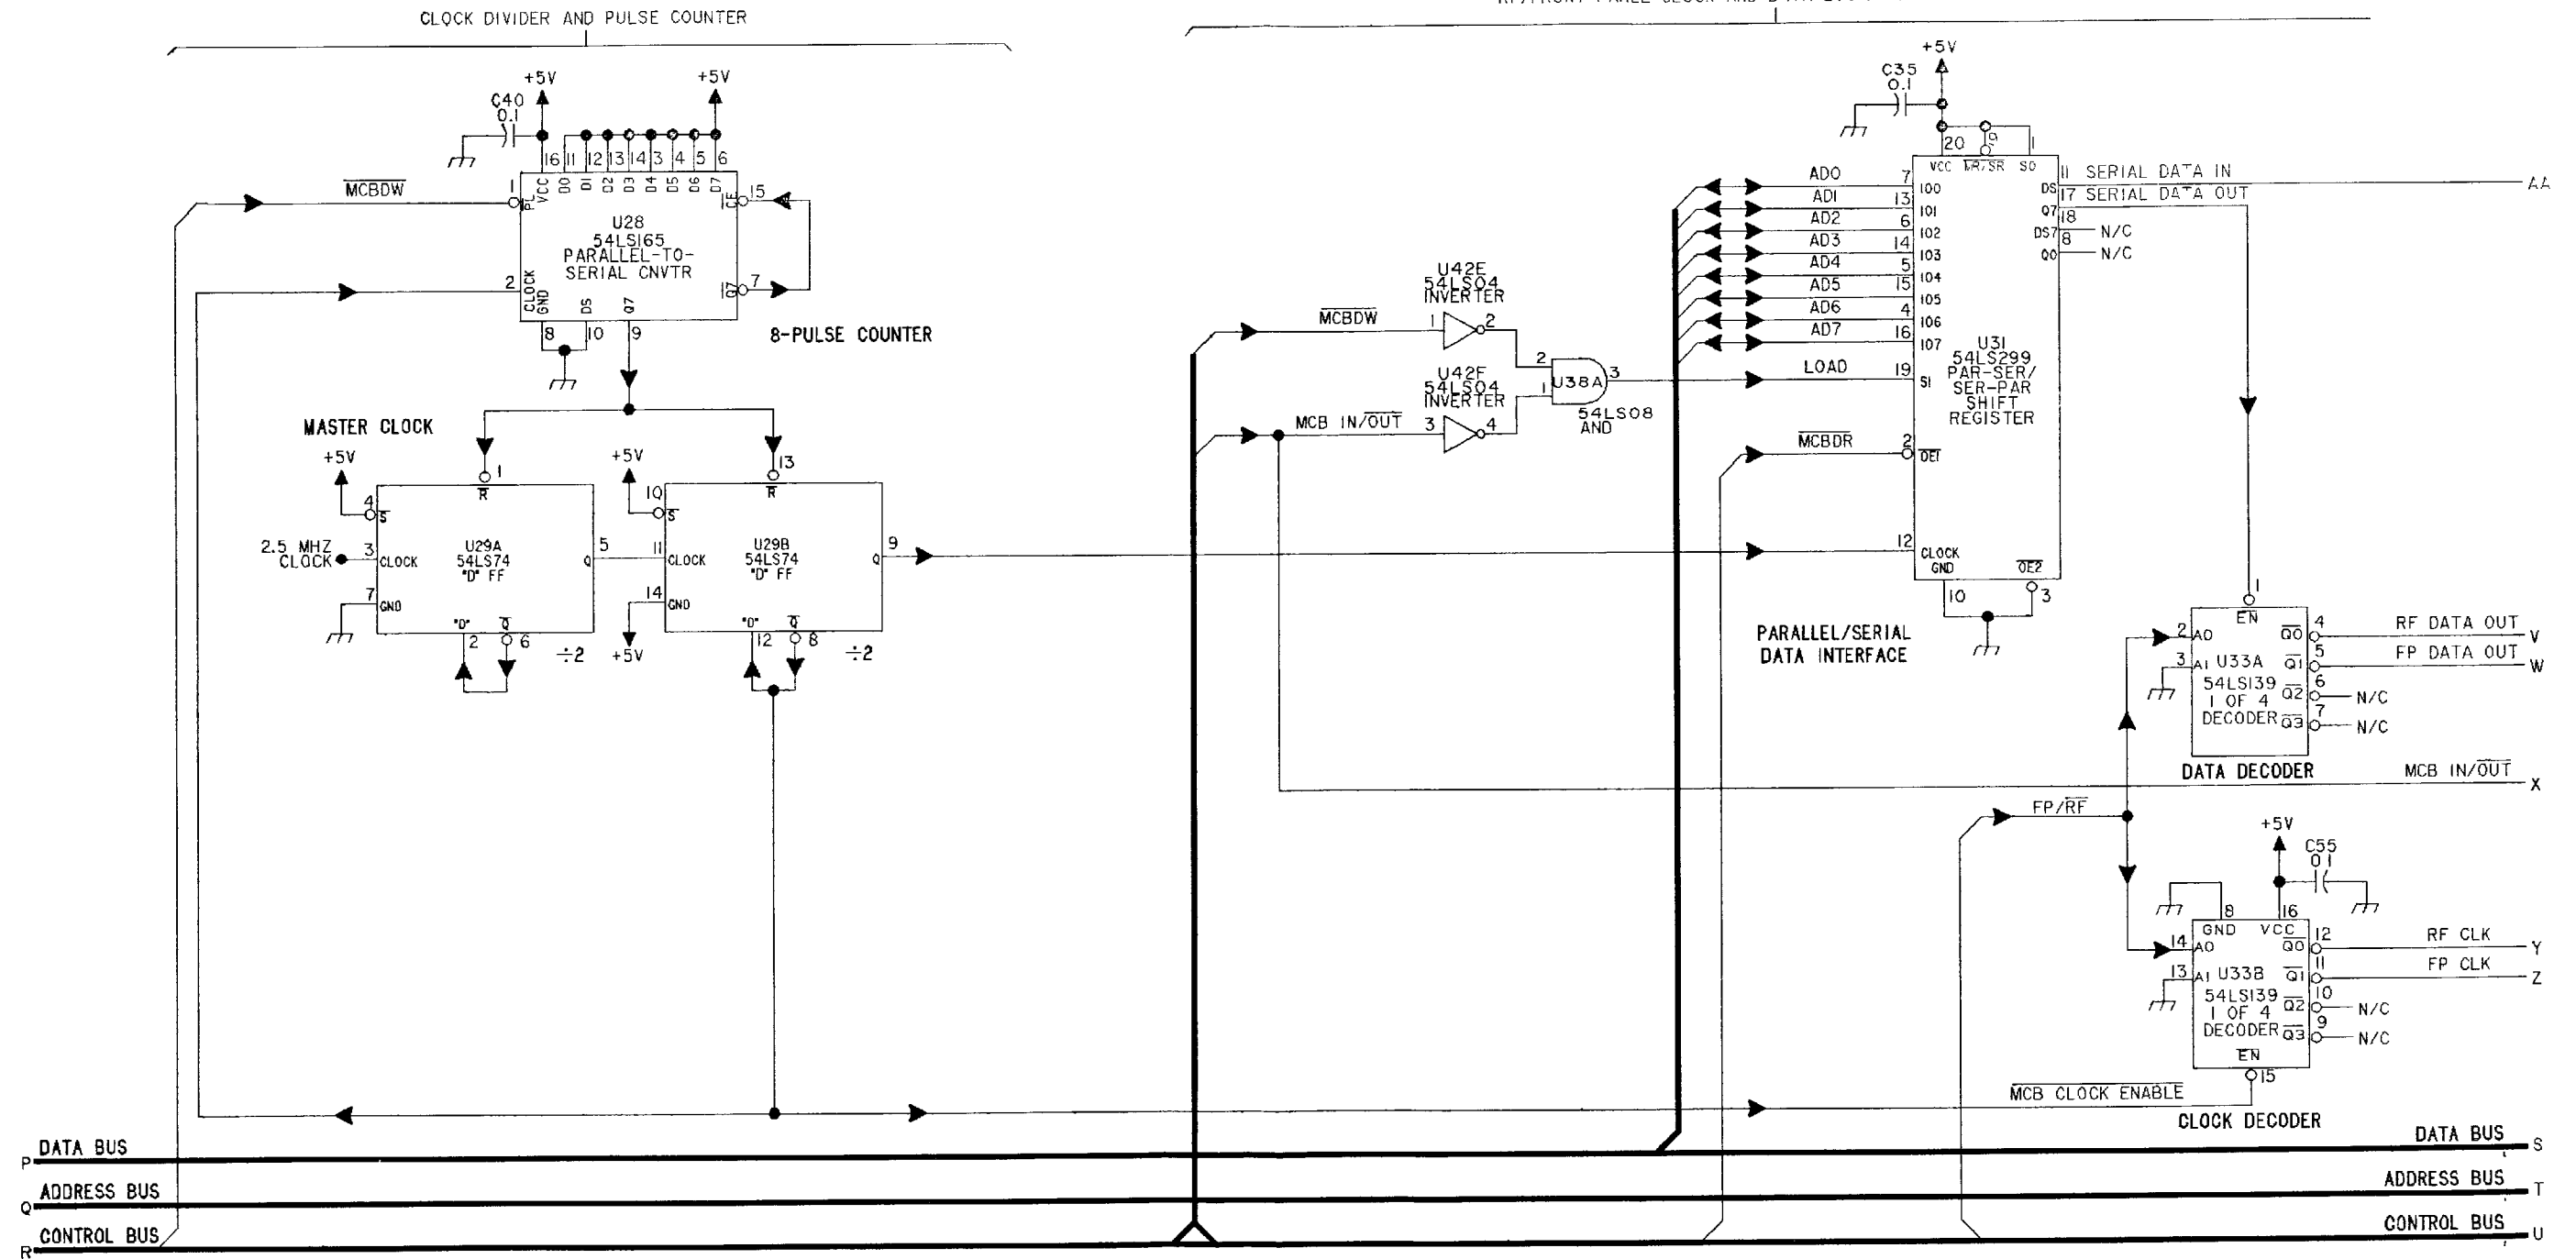 CLOCK DIVIDER AND PULSE COUNTER
+5V
C40
0.1
+5V
16 11 12 13 14 3 4 5 6
VCC D0 D1 D2 D3 D4 D5 D6 D7
MCBDW
1
PL
CE
15
U28
54LS165
PARALLEL-TO-
SERIAL CNVTR
2
CLOCK
GND
DS
Q7
Q7
7
8
10
9
8-PULSE COUNTER
MASTER CLOCK
+5V
4
S
1
R
2.5 MHZ
CLOCK
3
CLOCK
U29A
54LS74
"D" FF
Q
5
7
GND
"D"
Q
2
6
÷2
+5V
10
S
13
R
11
CLOCK
U29B
54LS74
"D" FF
Q
9
14
GND
+5V
"D"
Q
12
8
÷2
MCBDW
1
U42E
54LS04
INVERTER
2
MCB IN/OUT
3
U42F
54LS04
INVERTER
4
2
1
U38A
3
54LS08
AND
+5V
C35
0.1
20
9
1
VCC
S0
AD0 7 IO0
AD1 13 IO1
AD2 6 IO2
AD3 14 IO3
AD4 5 IO4
AD5 15 IO5
AD6 4 IO6
AD7 16 IO7
LOAD 19 S1
MCBDR 2 OE1
12 CLOCK
GND
OE2
10
3
U31
54LS299
PAR-SER/
SER-PAR
SHIFT
REGISTER
DS 11 SERIAL DATA IN AA
Q7 17 SERIAL DATA OUT
DS7 18 N/C
Q0 8 N/C
PARALLEL/SERIAL
DATA INTERFACE
1
EN
2 A0
3 A1
U33A
54LS139
1 OF 4
DECODER
Q0 4 RF DATA OUT V
Q1 5 FP DATA OUT W
Q2 6 N/C
Q3 7 N/C
DATA DECODER
MCB IN/OUT X
FP/RF
+5V
C55
0.1
8
16
GND VCC
14 A0
13 A1
U33B
54LS139
1 OF 4
DECODER
Q0 12 RF CLK Y
Q1 11 FP CLK Z
Q2 10 N/C
Q3 9 N/C
EN
15
MCB CLOCK ENABLE
CLOCK DECODER
P DATA BUS
DATA BUS S
Q ADDRESS BUS
ADDRESS BUS T
R CONTROL BUS
CONTROL BUS U